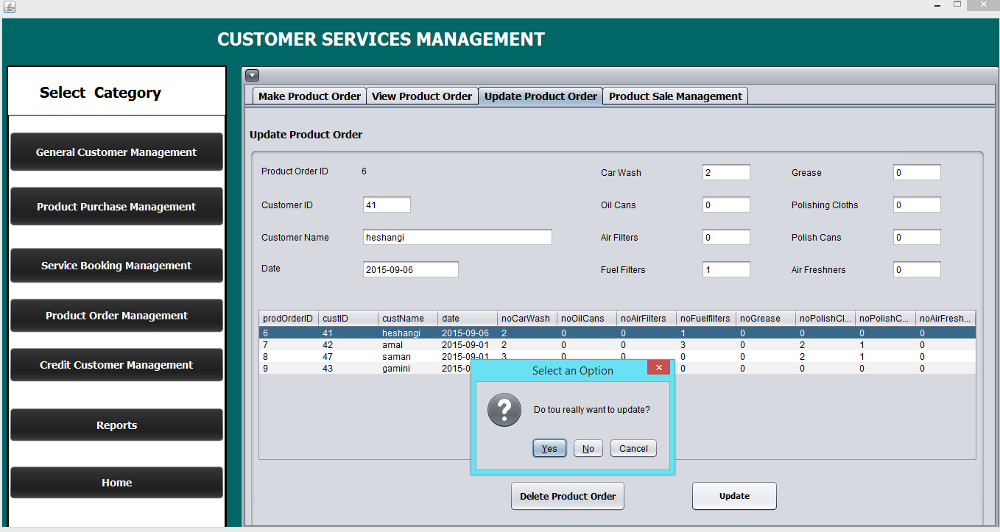 CUSTOMER SERVICES MANAGEMENT
Select Category
General Customer Management
Product Purchase Management
Service Booking Management
Product Order Management
Credit Customer Management
Reports
Home
Make Product Order View Product Order Update Product Order Product Sale Management
Update Product Order
Product Order ID 6 Car Wash 2 Grease 0
Customer ID 41 Oil Cans 0 Polishing Cloths 0
Customer Name heshangi Air Filters 0 Polish Cans 0
Date 2015-09-06 Fuel Filters 1 Air Freshners 0
prodOrderID custID custName date noCarWash noOilCans noAirFilters noFuelfilters noGrease noPolishCl... noPolishC... noAirFresh...
6 41 heshangi 2015-09-06 2 0 0 1 0 0 0 0
7 42 amal 2015-09-01 2 0 0 3 0 2 1 0
8 47 saman 2015-09-01 3 0 0 0 0 2 1 0
9 43 gamini 2015-0 0 0 0 0 0
Select an Option
Do tou really want to update?
Yes No Cancel
Delete Product Order Update